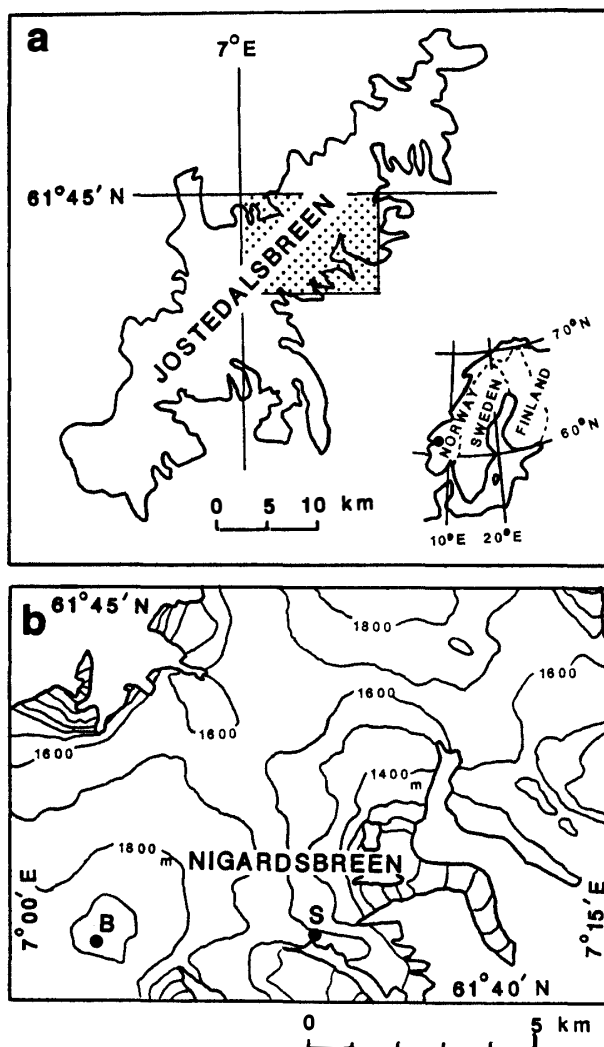 a
7°E
61°45′N
JOSTEDALSBREEN
0 5 10 km
70°N
NORWAY
SWEDEN
FINLAND
60°N
10°E 20°E
b
61°45′N
1800
1600
1600
1600
1600
1400 m
1800 m
NIGARDSBREEN
7°00′E
7°15′E
B
S
61°40′N
0 5 km